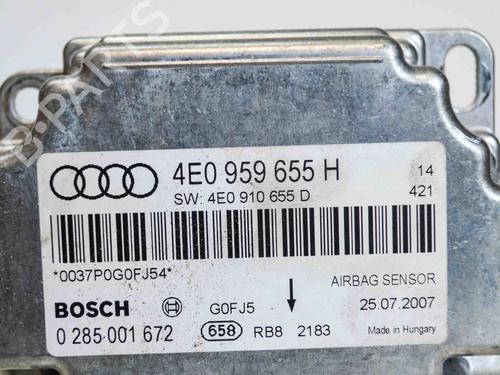 B-PARTS
4E0 959 655 H
14
SW: 4E0 910 655 D
421
*0037P0G0FJ54*
AIRBAG SENSOR
BOSCH
G0FJ5
25.07.2007
0 285 001 672
658
RB8 2183
Made in Hungary